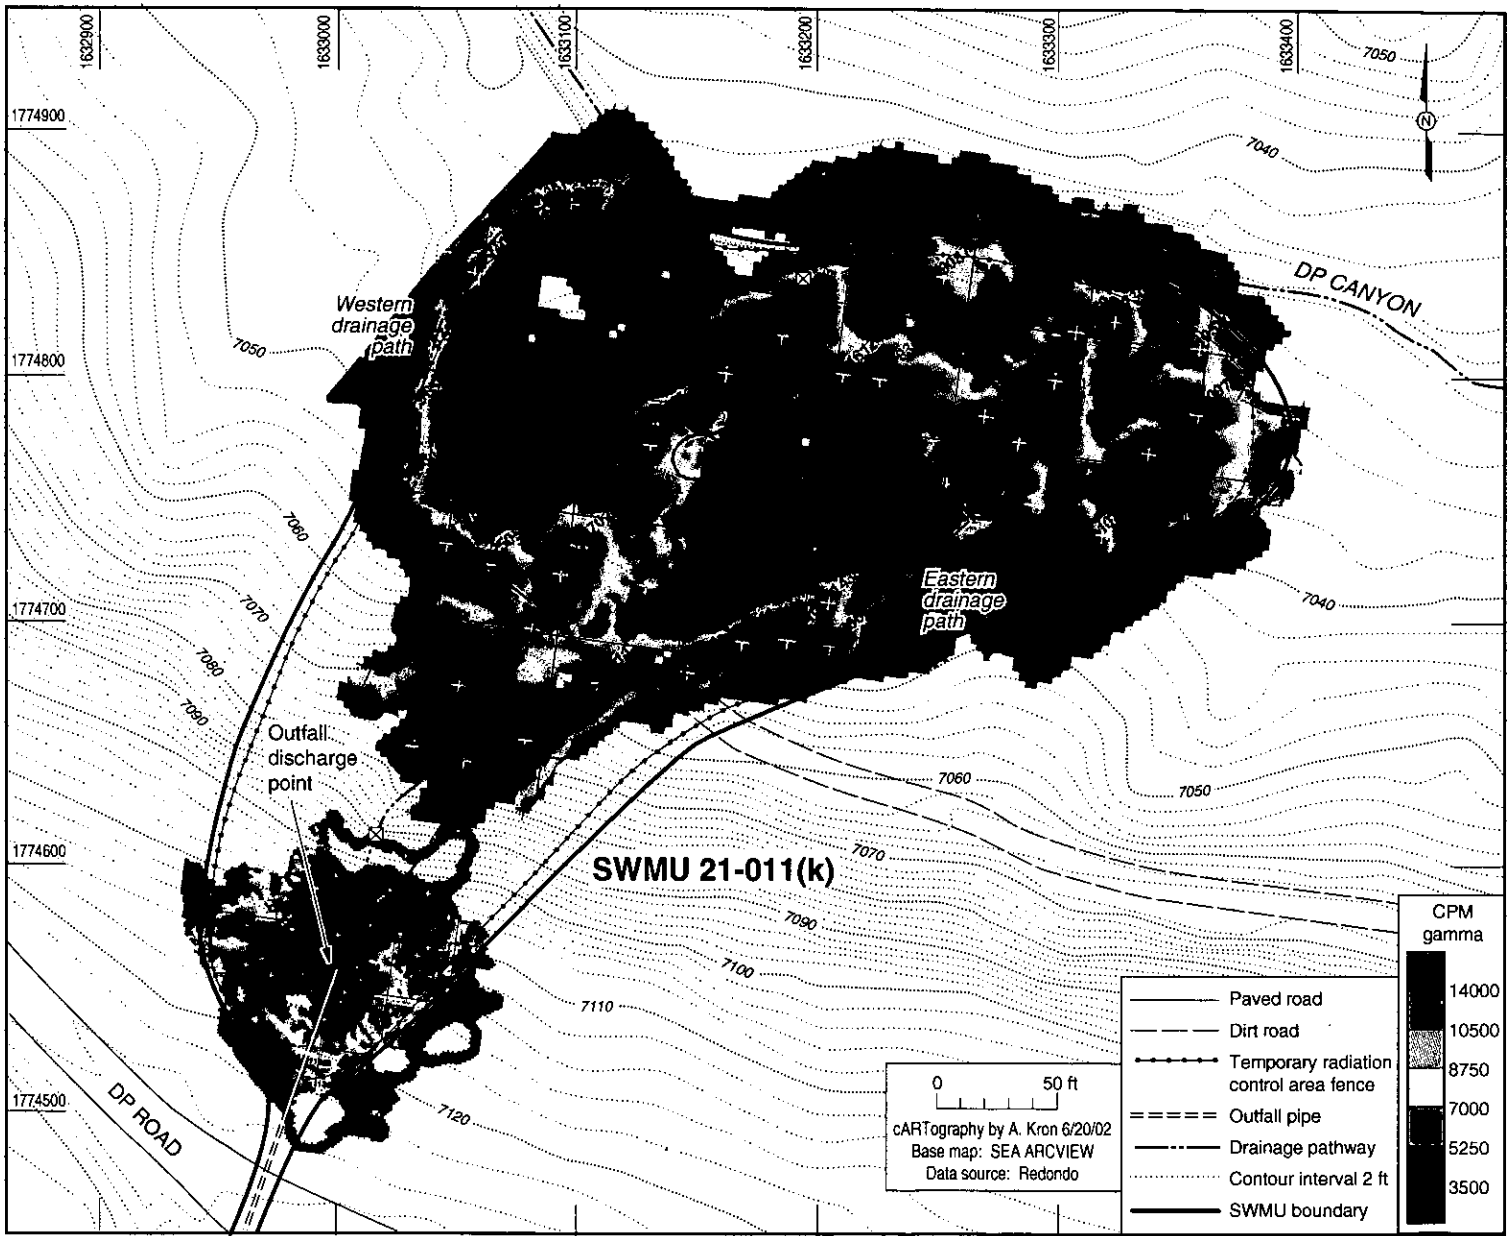 1632900
1633000
1633100
1633200
1633300
1633400
7050
1774900
7040
DP CANYON
Western
drainage
path
7050
1774800
7060
Eastern
drainage
path
7070
7040
1774700
7080
7090
Outfall
discharge
point
7060
7050
1774600
7070
SWMU 21-011(k)
7090
7100
7110
7120
1774500
DP ROAD
0 50 ft
cARTography by A. Kron 6/20/02
Base map: SEA ARCVIEW
Data source: Redondo
Paved road
Dirt road
Temporary radiation
control area fence
Outfall pipe
Drainage pathway
Contour interval 2 ft
SWMU boundary
CPM
gamma
14000
10500
8750
7000
5250
3500
N